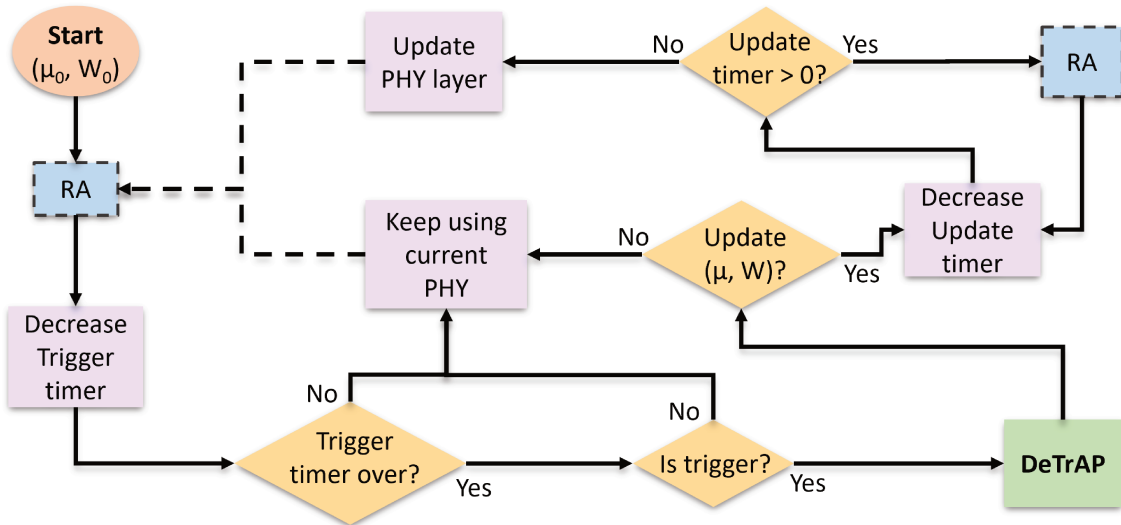 Start
(μ₀, W₀)
Update
PHY layer
No
Update
timer > 0?
Yes
RA
RA
Keep using
current
PHY
No
Update
(μ, W)?
Yes
Decrease
Update
timer
Decrease
Trigger
timer
No
Trigger
timer over?
Yes
No
Is trigger?
Yes
DeTrAP